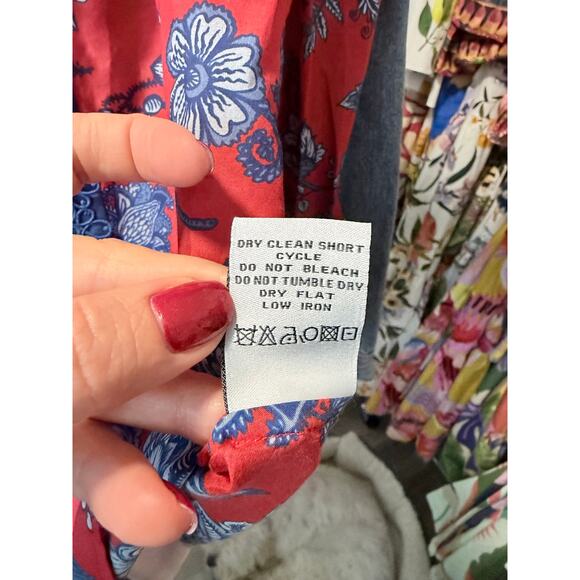 DRY CLEAN SHORT
CYCLE
DO NOT BLEACH
DO NOT TUMBLE DRY
DRY FLAT
LOW IRON